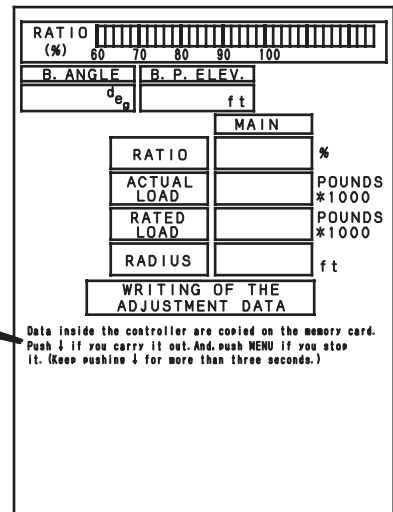 RATIO
(%)
60 70 80 90 100
B. ANGLE B. P. ELEV.
deg ft
MAIN
RATIO %
ACTUAL LOAD POUNDS *1000
RATED LOAD POUNDS *1000
RADIUS ft
WRITING OF THE
ADJUSTMENT DATA
Data inside the controller are copied on the memory card.
Push ↓ if you carry it out. And, push MENU if you stop
it. (Keep pushing ↓ for more than three seconds.)